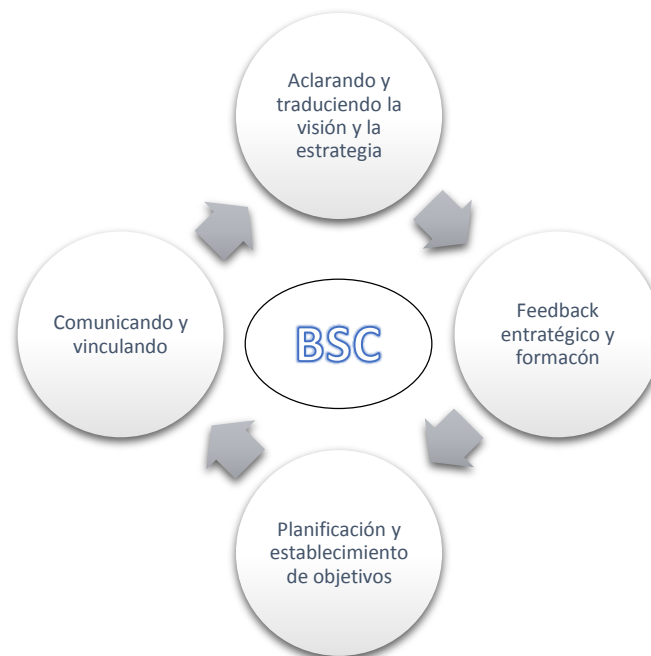 Aclarando y
traduciendo la
visión y la
estrategia
Comunicando y
vinculando
BSC
Feedback
entratégico y
formacón
Planificación y
establecimiento
de objetivos